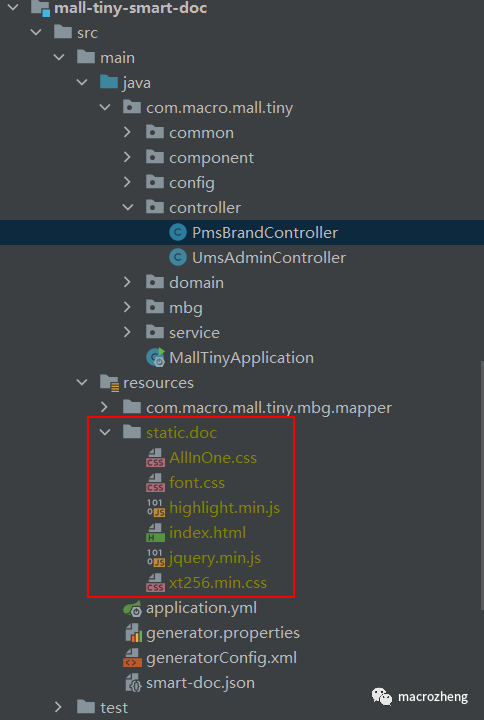 mall-tiny-smart-doc
src
main
java
com.macro.mall.tiny
common
component
config
controller
PmsBrandController
UmsAdminController
domain
mbg
service
MallTinyApplication
resources
com.macro.mall.tiny.mbg.mapper
static.doc
AllInOne.css
font.css
highlight.min.js
index.html
jquery.min.js
xt256.min.css
application.yml
generator.properties
generatorConfig.xml
smart-doc.json
macrozheng
test